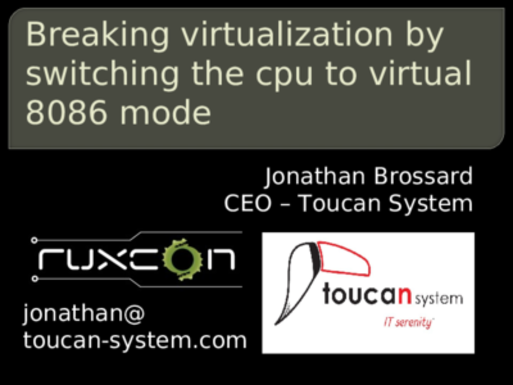 Breaking virtualization by
switching the cpu to virtual
8086 mode
Jonathan Brossard
CEO – Toucan System
ruxcon
jonathan@
toucan-system.com
toucan system
iT serenity